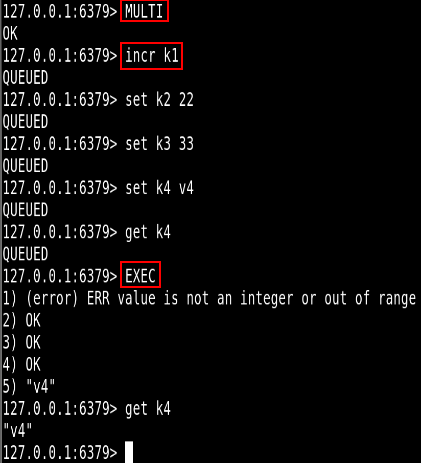 127.0.0.1:6379> MULTI
OK
127.0.0.1:6379> incr k1
QUEUED
127.0.0.1:6379> set k2 22
QUEUED
127.0.0.1:6379> set k3 33
QUEUED
127.0.0.1:6379> set k4 v4
QUEUED
127.0.0.1:6379> get k4
QUEUED
127.0.0.1:6379> EXEC
1) (error) ERR value is not an integer or out of range
2) OK
3) OK
4) OK
5) "v4"
127.0.0.1:6379> get k4
"v4"
127.0.0.1:6379>